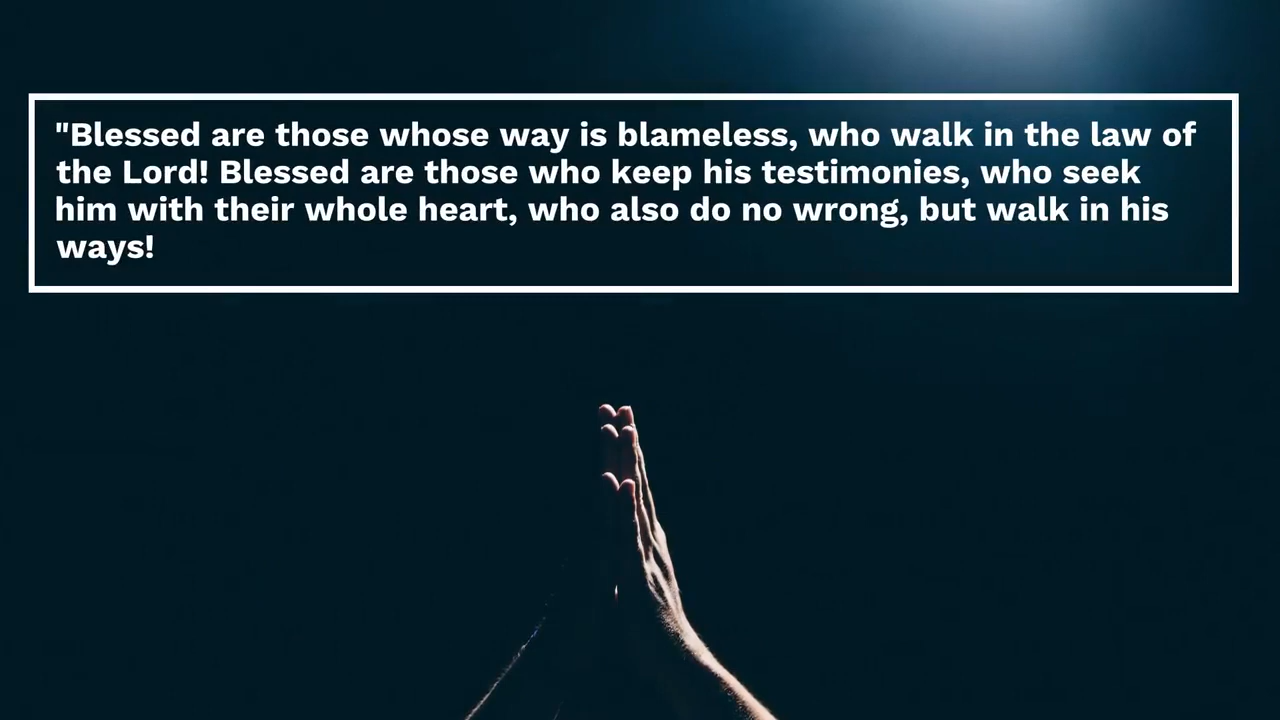 "Blessed are those whose way is blameless, who walk in the law of
the Lord! Blessed are those who keep his testimonies, who seek
him with their whole heart, who also do no wrong, but walk in his
ways!